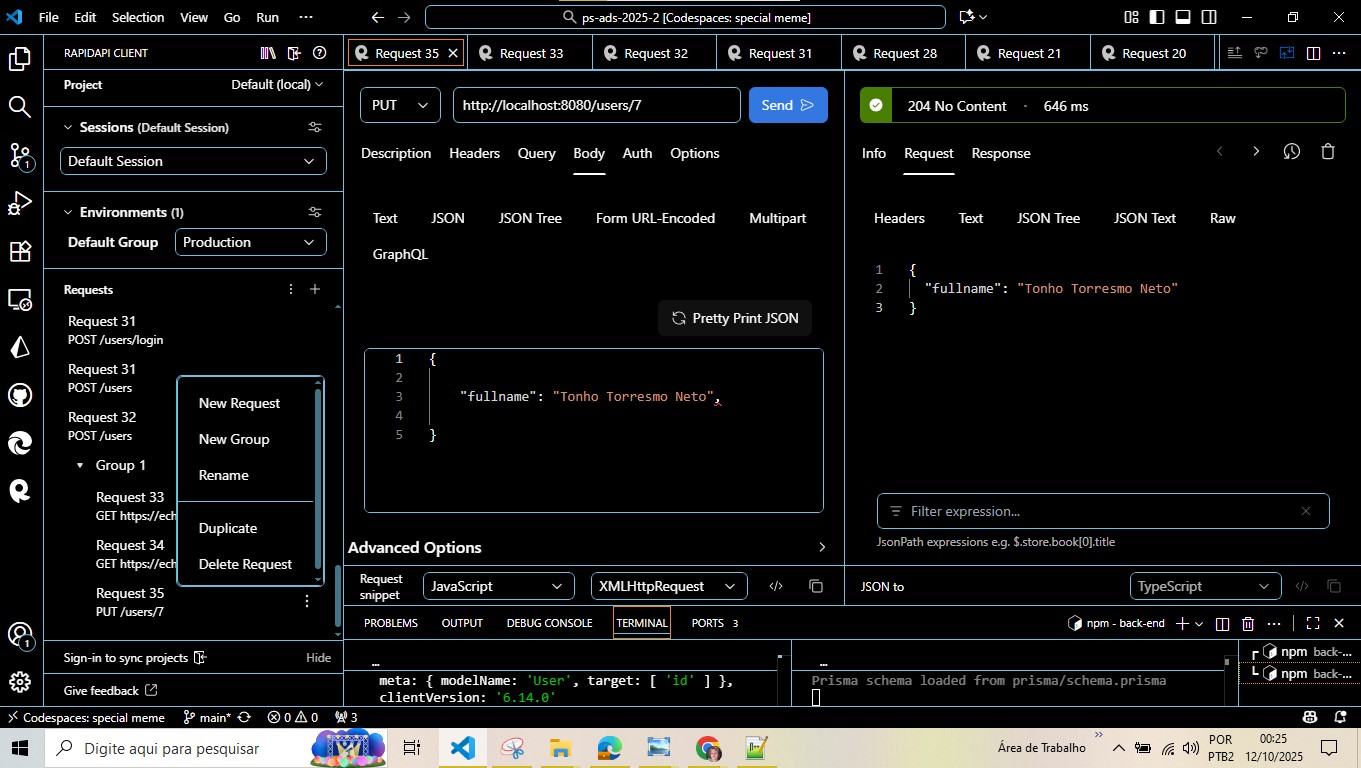 File Edit Selection View Go Run ··· ps-ads-2025-2 [Codespaces: special meme]
RAPIDAPI CLIENT
Request 35 Request 33 Request 32 Request 31 Request 28 Request 21 Request 20
Project Default (local)
Sessions (Default Session)
Default Session
Environments (1)
Default Group Production
Requests
Request 31
POST /users/login
Request 31
POST /users
Request 32
POST /users
Group 1
Request 33
GET https://ech
Request 34
GET https://ech
Request 35
PUT /users/7
New Request
New Group
Rename
Duplicate
Delete Request
Sign-in to sync projects Hide
Give feedback
PUT http://localhost:8080/users/7 Send
Description Headers Query Body Auth Options
Text JSON JSON Tree Form URL-Encoded Multipart
GraphQL
Pretty Print JSON
1 {
2
3 "fullname": "Tonho Torresmo Neto",
4
5 }
Advanced Options
Request snippet JavaScript XMLHttpRequest
204 No Content · 646 ms
Info Request Response
Headers Text JSON Tree JSON Text Raw
1 {
2 "fullname": "Tonho Torresmo Neto"
3 }
Filter expression...
JsonPath expressions e.g. $.store.book[0].title
JSON to TypeScript
PROBLEMS OUTPUT DEBUG CONSOLE TERMINAL PORTS 3 npm - back-end
…
meta: { modelName: 'User', target: [ 'id' ] },
clientVersion: '6.14.0'
…
Prisma schema loaded from prisma/schema.prisma
npm back-...
npm back-...
Codespaces: special meme main* 0 0 3
Digite aqui para pesquisar Área de Trabalho POR 00:25
PTB2 12/10/2025
1
1